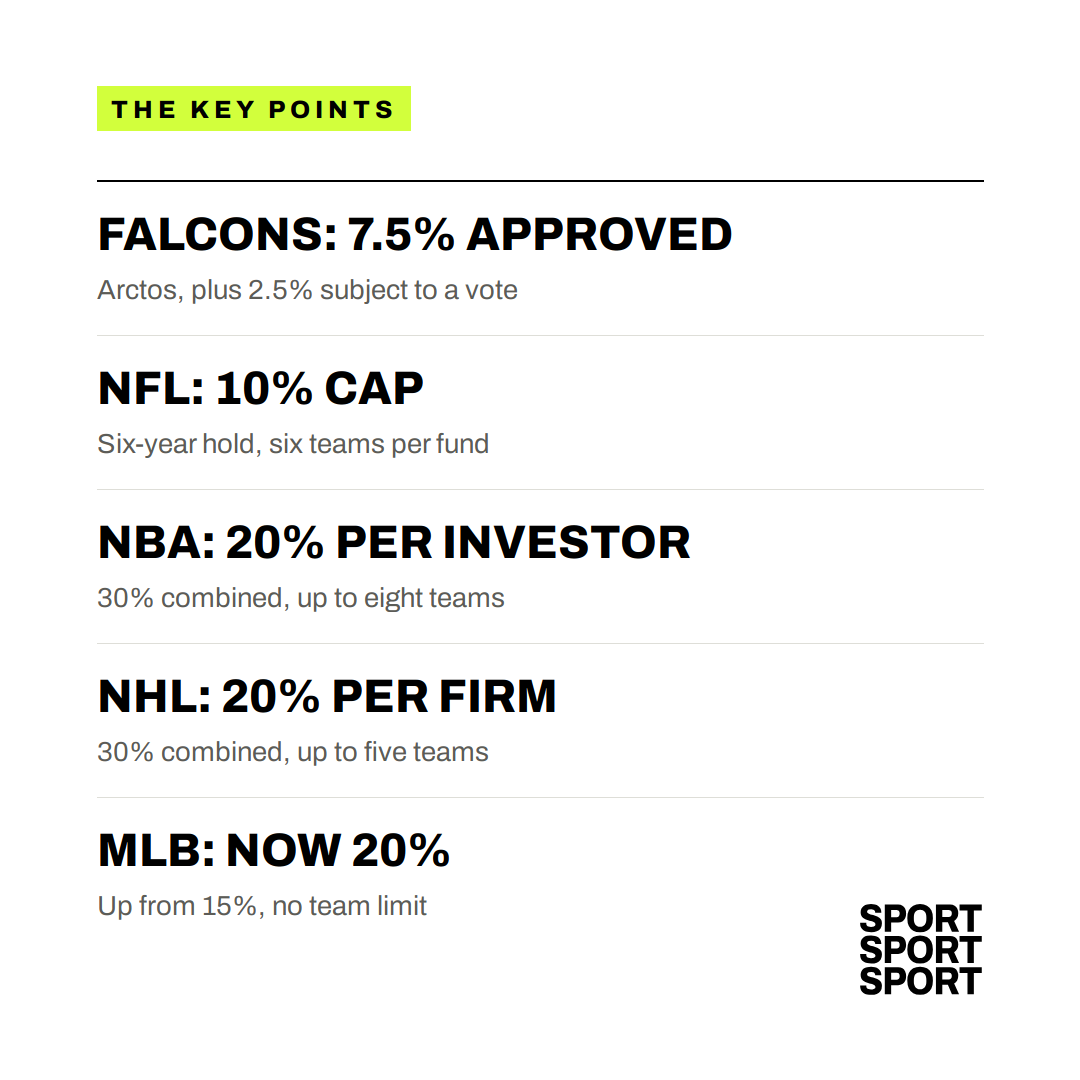 THE KEY POINTS
FALCONS: 7.5% APPROVED
Arctos, plus 2.5% subject to a vote
NFL: 10% CAP
Six-year hold, six teams per fund
NBA: 20% PER INVESTOR
30% combined, up to eight teams
NHL: 20% PER FIRM
30% combined, up to five teams
MLB: NOW 20%
Up from 15%, no team limit
SPORT
SPORT
SPORT